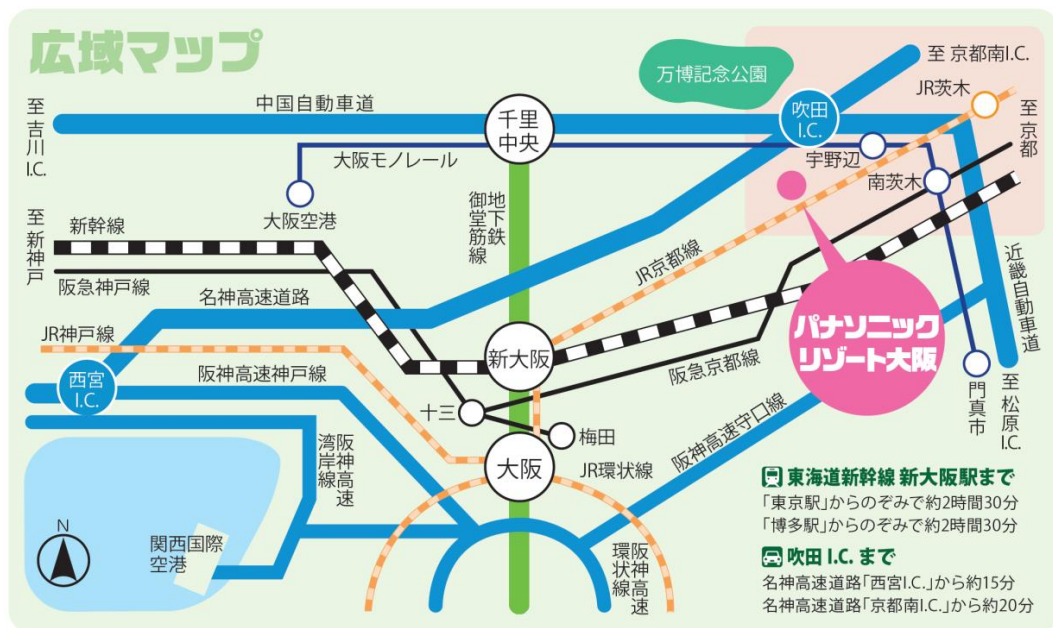 広域マップ
至 京都南I.C.
万博記念公園
JR茨木
至吉川I.C.
中国自動車道
千里
中央
吹田
I.C.
至京都
大阪モノレール
宇野辺
南茨木
大阪空港
地下鉄
御堂筋線
至新神戸
新幹線
阪急神戸線
JR京都線
名神高速道路
近畿自動車道
JR神戸線
パナソニック
リゾート大阪
新大阪
阪急京都線
西宮
I.C.
阪神高速神戸線
十三
梅田
門真市
至松原I.C.
阪神高速守口線
阪神高速
湾岸線
大阪
JR環状線
東海道新幹線 新大阪駅まで
「東京駅」からのぞみで約2時間30分
「博多駅」からのぞみで約2時間30分
N
関西国際
空港
阪神高速
環状線
吹田 I.C. まで
名神高速道路「西宮I.C.」から約15分
名神高速道路「京都南I.C.」から約20分